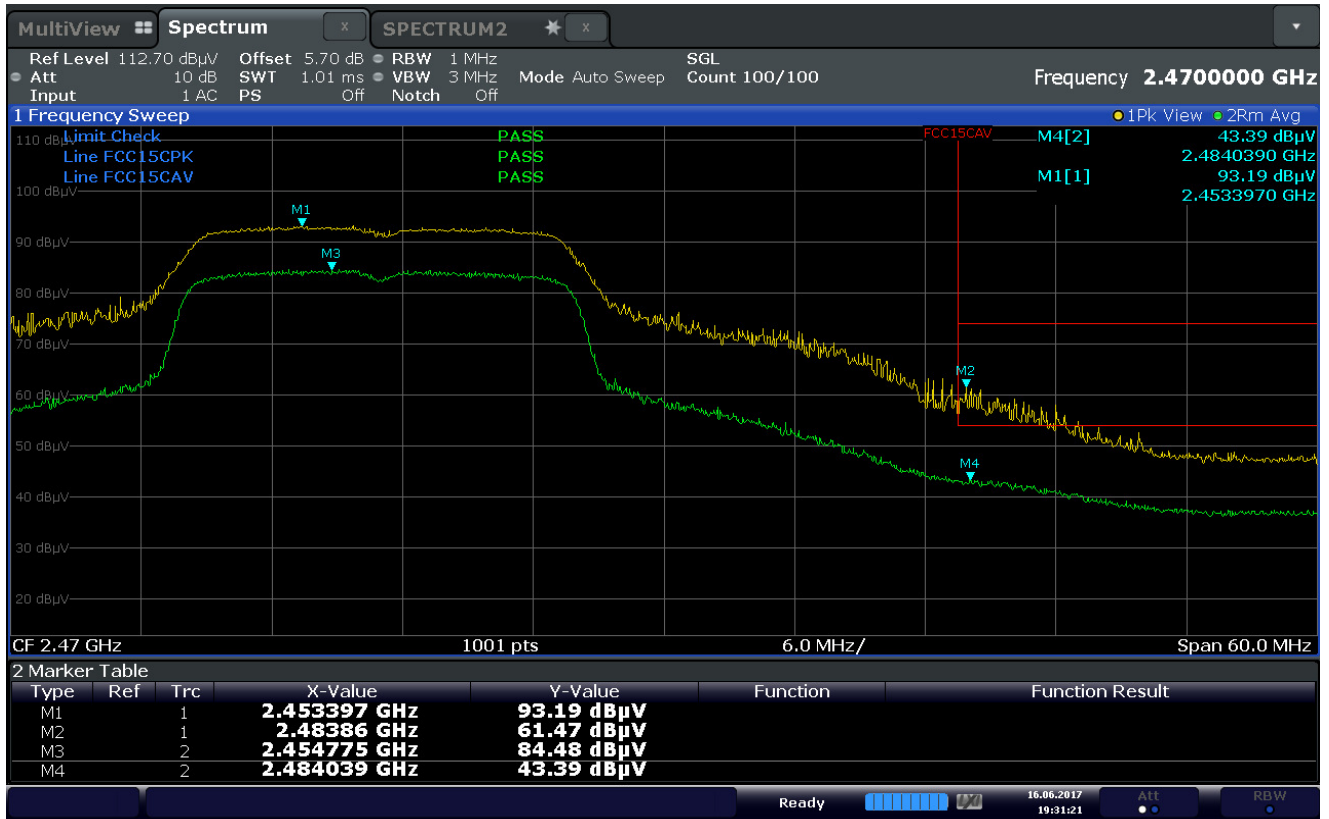 MultiView Spectrum x SPECTRUM2 x
Ref Level 112.70 dBµV Offset 5.70 dB RBW 1 MHz SGL
Att 10 dB SWT 1.01 ms VBW 3 MHz Mode Auto Sweep Count 100/100 Frequency 2.4700000 GHz
Input 1 AC PS Off Notch Off
1 Frequency Sweep 1Pk View 2Rm Avg
110 dBµV Limit Check PASS FCC15CAV M4[2] 43.39 dBµV
Line FCC15CPK PASS 2.4840390 GHz
Line FCC15CAV PASS M1[1] 93.19 dBµV
100 dBµV 2.4533970 GHz
M1
90 dBµV
M3
80 dBµV
70 dBµV
M2
60 dBµV
50 dBµV
M4
40 dBµV
30 dBµV
20 dBµV
CF 2.47 GHz 1001 pts 6.0 MHz/ Span 60.0 MHz
2 Marker Table
Type Ref Trc X-Value Y-Value Function Function Result
M1 1 2.453397 GHz 93.19 dBµV
M2 1 2.48386 GHz 61.47 dBµV
M3 2 2.454775 GHz 84.48 dBµV
M4 2 2.484039 GHz 43.39 dBµV
Ready 16.06.2017 Att RBW
19:31:21